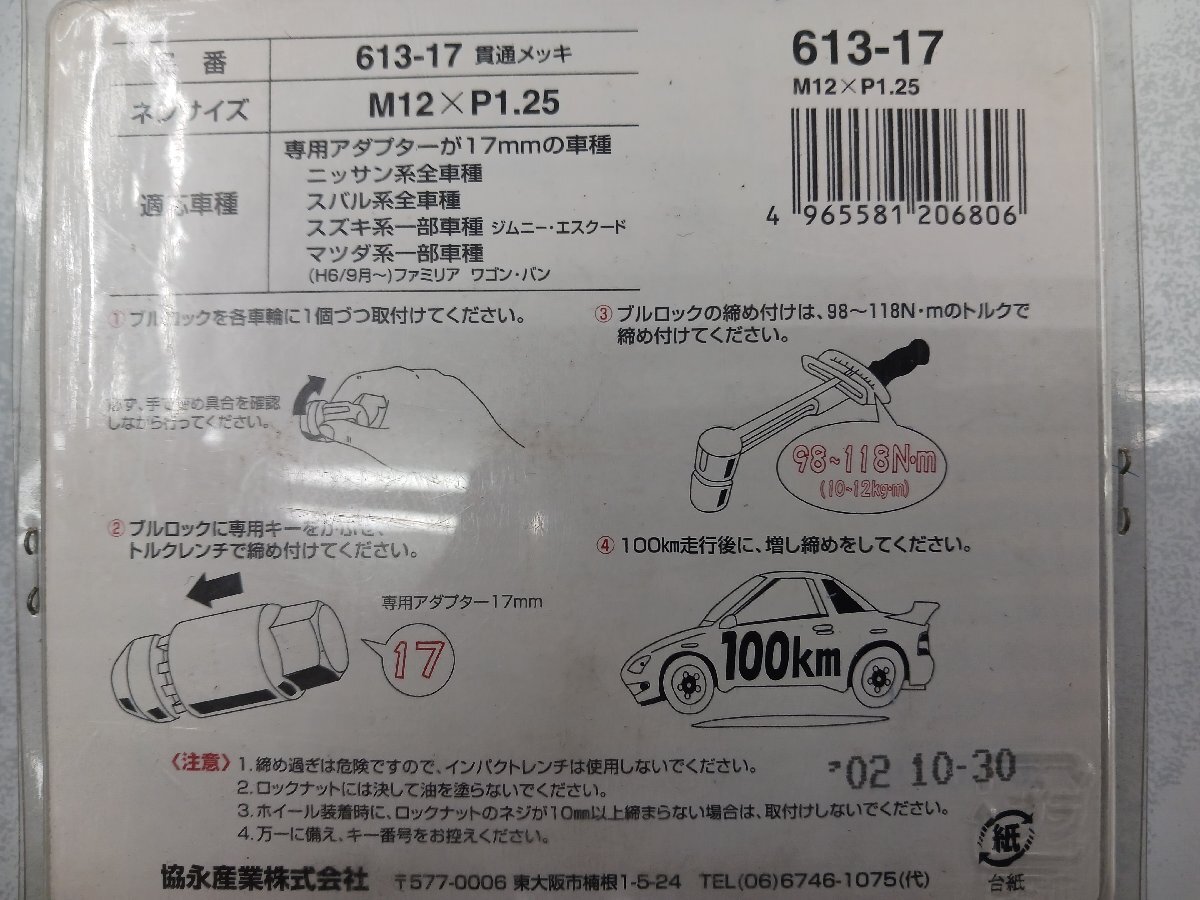 品番 613-17 貫通メッキ
ネジサイズ M12×P1.25
適応車種
専用アダプターが17mmの車種
ニッサン系全車種
スバル系全車種
スズキ系一部車種 ジムニー・エスクード
マツダ系一部車種
(H6/9月〜)ファミリア ワゴン・バン
613-17
M12×P1.25
4 965581 206806
① ブルロックを各車輪に1個づつ取付けてください。
必ず、手で締め具合を確認
しながら行ってください。
② ブルロックに専用キーをかぶせ、
トルクレンチで締め付けてください。
専用アダプター17mm
17
③ ブルロックの締め付けは、98〜118N・mのトルクで
締め付けてください。
98~118N・m
(10~12kg・m)
④ 100km走行後に、増し締めをしてください。
100km
〈注意〉 1. 締め過ぎは危険ですので、インパクトレンチは使用しないでください。
2. ロックナットには決して油を塗らないでください。
3. ホイール装着時に、ロックナットのネジが10mm以上締まらない場合は、取付けしないでください。
4. 万一に備え、キー番号をお控えください。
'02 10-30
紙
台紙
協永産業株式会社 〒577-0006 東大阪市楠根1-5-24 TEL(06)6746-1075(代)